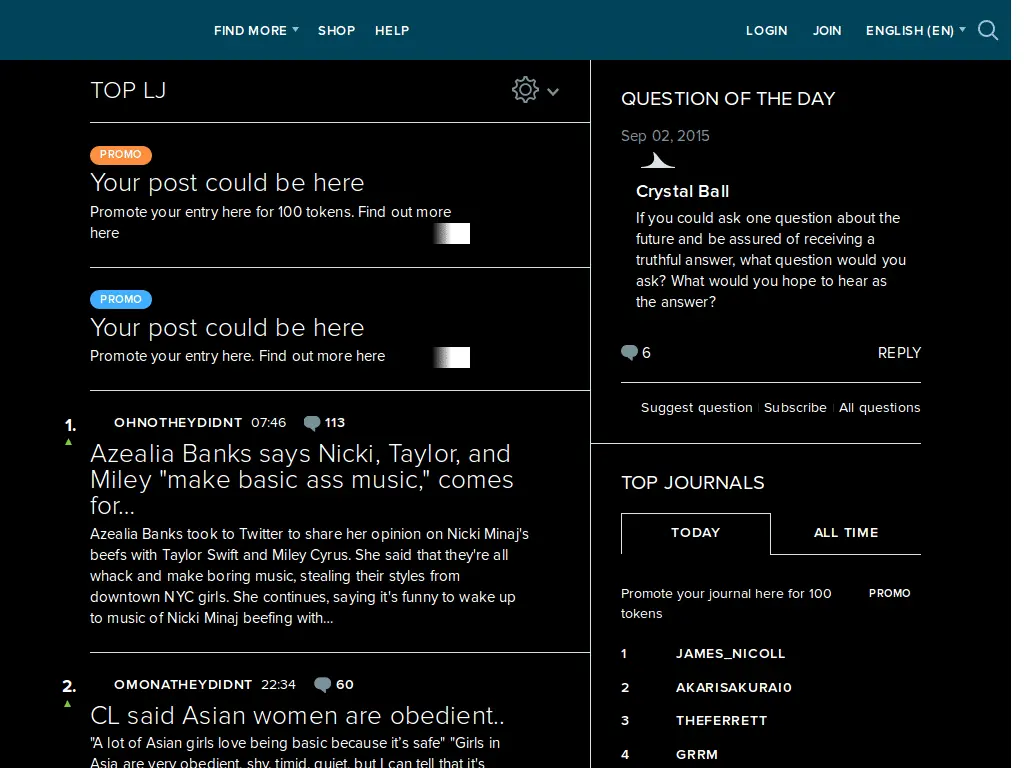 FIND MORE SHOP HELP LOGIN JOIN ENGLISH (EN)
TOP LJ
PROMO
Your post could be here
Promote your entry here for 100 tokens. Find out more
here
PROMO
Your post could be here
Promote your entry here. Find out more here
1. OHNOTHEYDIDNT 07:46 113
Azealia Banks says Nicki, Taylor, and
Miley "make basic ass music," comes
for...
Azealia Banks took to Twitter to share her opinion on Nicki Minaj's
beefs with Taylor Swift and Miley Cyrus. She said that they're all
whack and make boring music, stealing their styles from
downtown NYC girls. She continues, saying it's funny to wake up
to music of Nicki Minaj beefing with...
2. OMONATHEYDIDNT 22:34 60
CL said Asian women are obedient..
"A lot of Asian girls love being basic because it’s safe" "Girls in
Asia are very obedient, shy, timid, quiet, but I can tell that it's
QUESTION OF THE DAY
Sep 02, 2015
Crystal Ball
If you could ask one question about the
future and be assured of receiving a
truthful answer, what question would you
ask? What would you hope to hear as
the answer?
6 REPLY
Suggest question Subscribe All questions
TOP JOURNALS
TODAY ALL TIME
Promote your journal here for 100 PROMO
tokens
1 JAMES_NICOLL
2 AKARISAKURAI0
3 THEFERRETT
4 GRRM